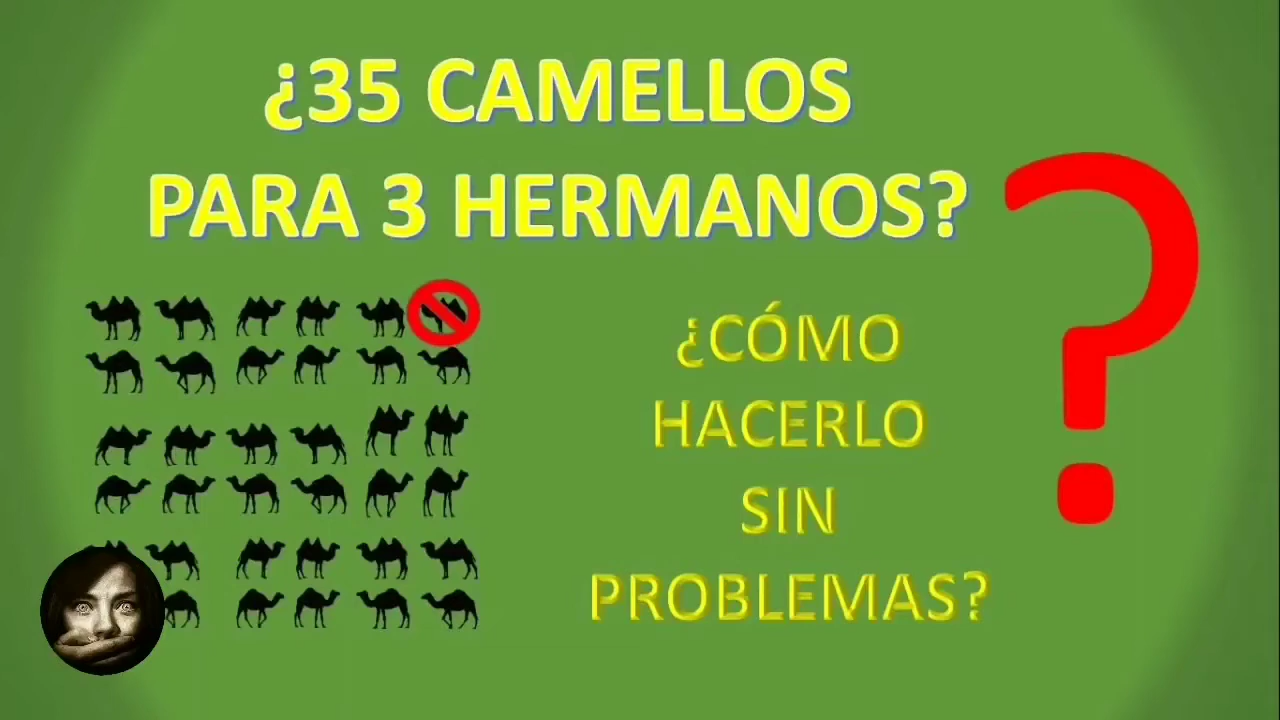 ¿35 CAMELLOS
PARA 3 HERMANOS?
¿CÓMO
HACERLO
SIN
PROBLEMAS?
?